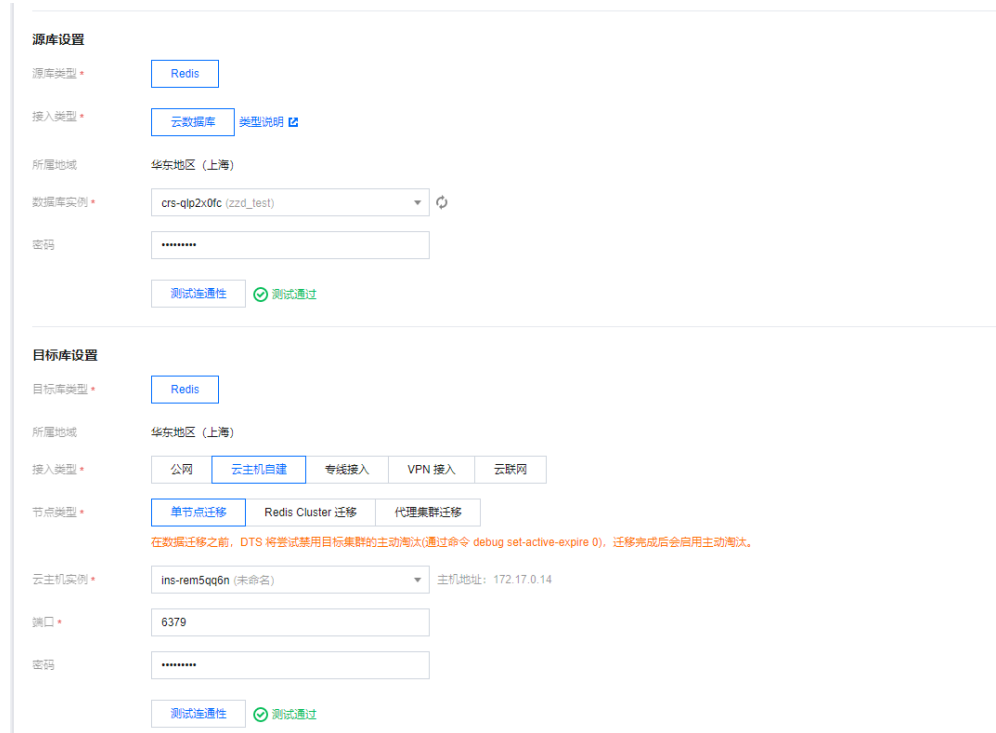 源库设置
源库类型 * Redis
接入类型 * 云数据库 类型说明
所属地域 华东地区（上海）
数据库实例 * crs-qlp2x0fc (zzd_test)
密码 •••••••••
测试连通性 测试通过
目标库设置
目标库类型 * Redis
所属地域 华东地区（上海）
接入类型 * 公网 云主机自建 专线接入 VPN 接入 云联网
节点类型 * 单节点迁移 Redis Cluster 迁移 代理集群迁移
在数据迁移之前，DTS 将尝试禁用目标集群的主动淘汰(通过命令 debug set-active-expire 0)，迁移完成后会启用主动淘汰。
云主机实例 * ins-rem5qq6n (未命名) 主机地址：172.17.0.14
端口 * 6379
密码 •••••••••
测试连通性 测试通过